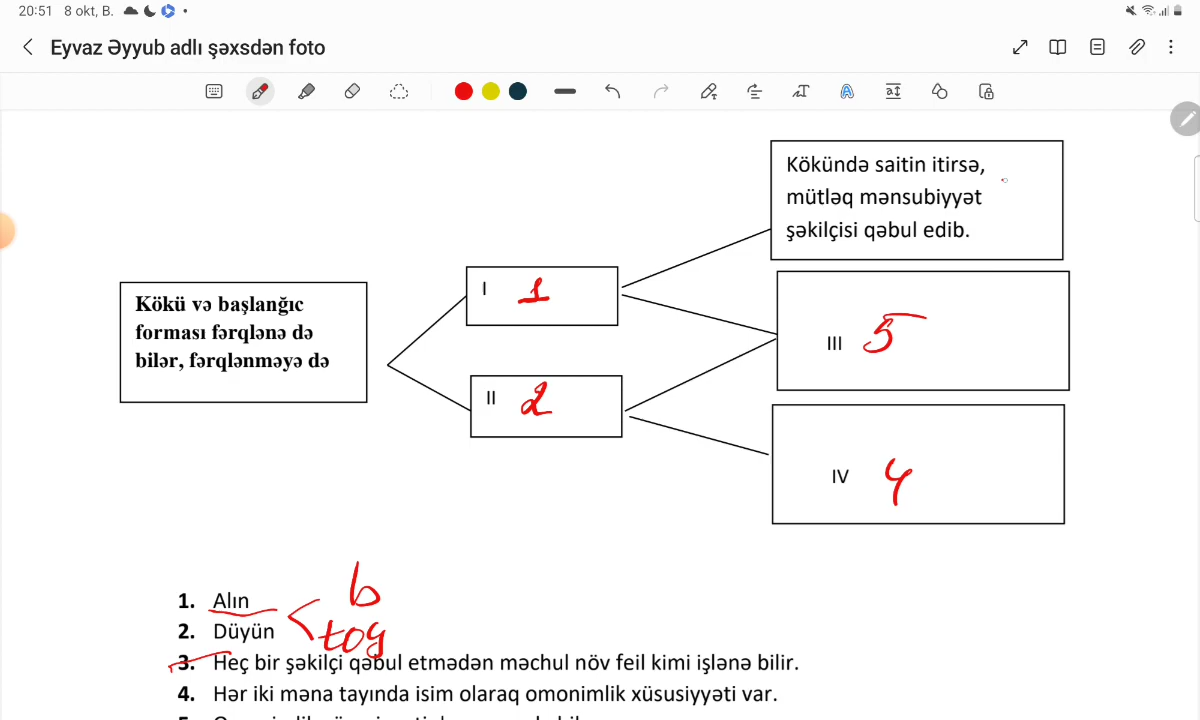 20:51 8 okt, B.
Eyvaz Əyyub adlı şəxsdən foto
Kökündə saitin itirsə,
mütləq mənsubiyyət
şəkilçisi qəbul edib.
I 1
Kökü və başlanğıc
forması fərqlənə də
bilər, fərqlənməyə də
III 5
II 2
IV 4
b
1. Alın
2. Düyün
toy
3. Heç bir şəkilçi qəbul etmədən məchul növ feil kimi işlənə bilir.
4. Hər iki məna tayında isim olaraq omonimlik xüsusiyyəti var.